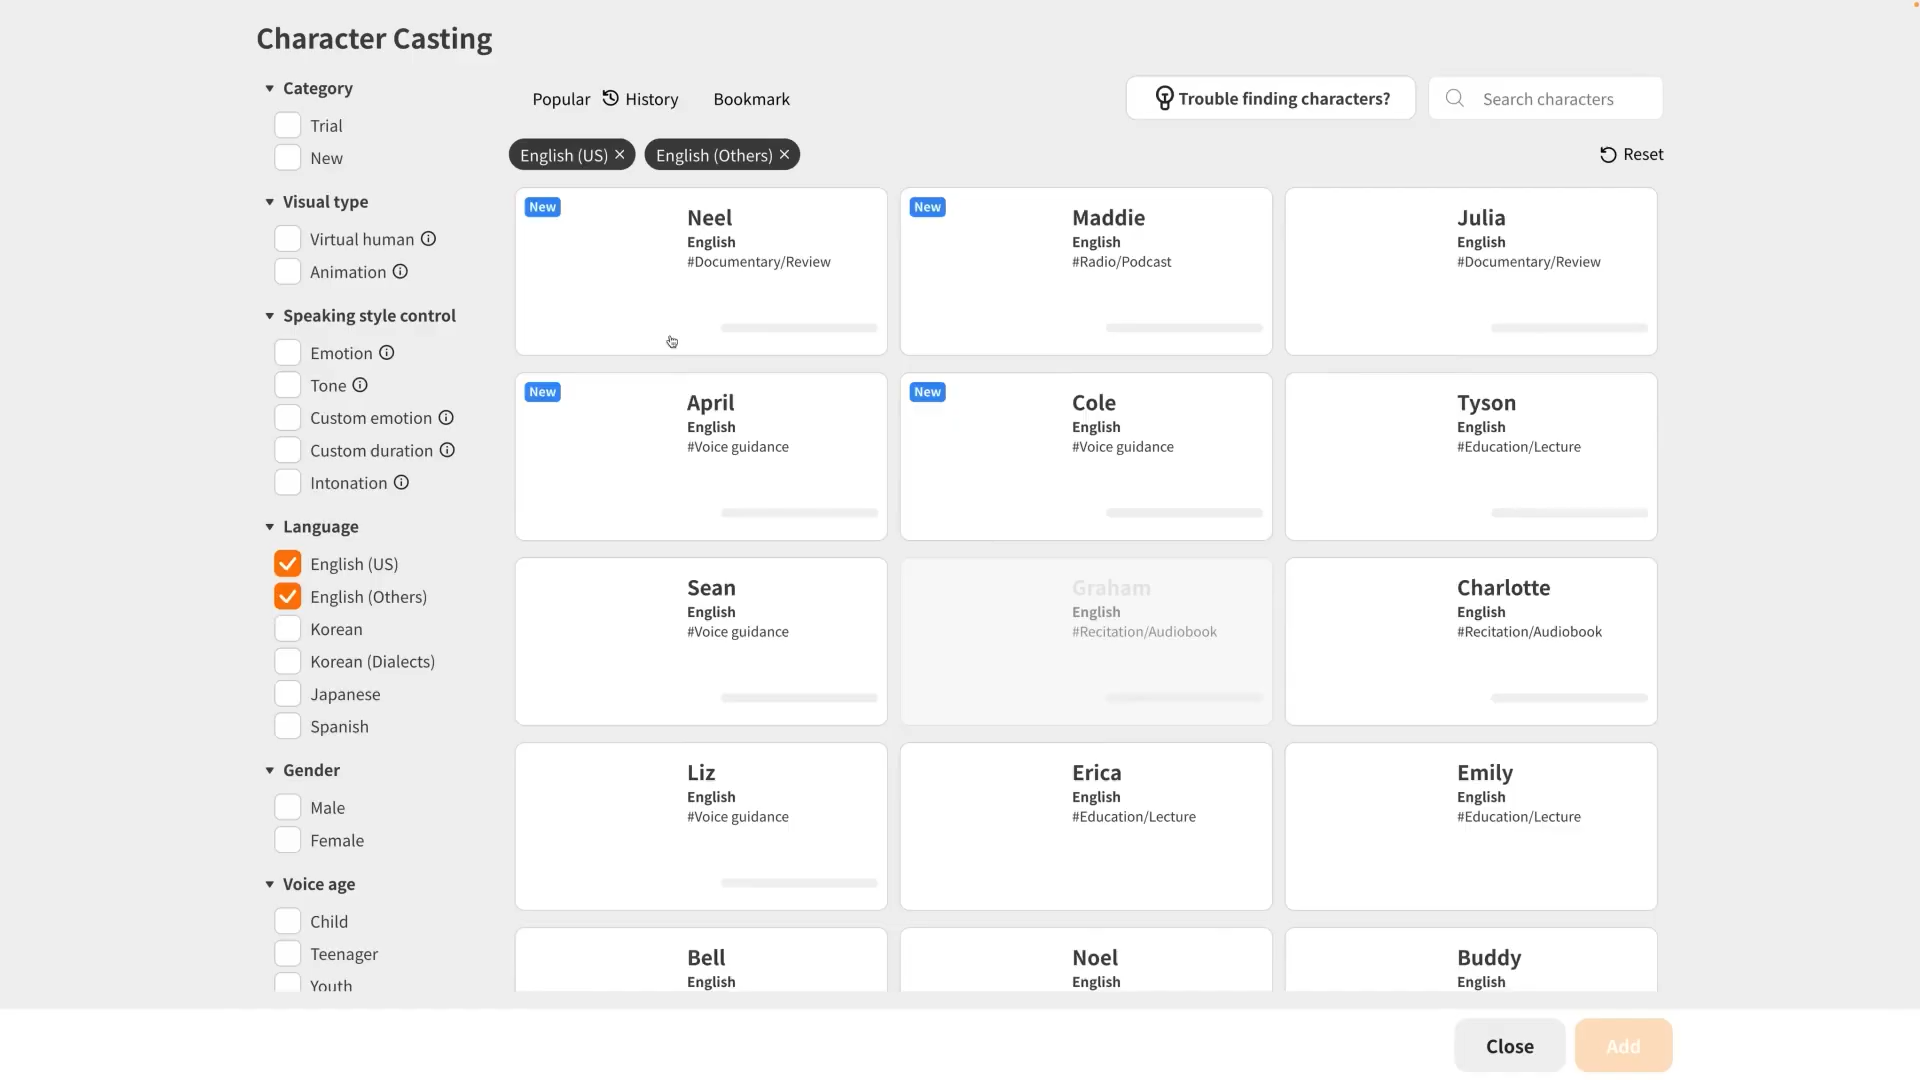 Character Casting
Category
Trial
New
Visual type
Virtual human
Animation
Speaking style control
Emotion
Tone
Custom emotion
Custom duration
Intonation
Language
English (US)
English (Others)
Korean
Korean (Dialects)
Japanese
Spanish
Gender
Male
Female
Voice age
Child
Teenager
Youth
Popular History Bookmark
Trouble finding characters?
Search characters
English (US) × English (Others) ×
Reset
New
Neel
English
#Documentary/Review
New
Maddie
English
#Radio/Podcast
Julia
English
#Documentary/Review
New
April
English
#Voice guidance
New
Cole
English
#Voice guidance
Tyson
English
#Education/Lecture
Sean
English
#Voice guidance
Graham
English
#Recitation/Audiobook
Charlotte
English
#Recitation/Audiobook
Liz
English
#Voice guidance
Erica
English
#Education/Lecture
Emily
English
#Education/Lecture
Bell
English
Noel
English
Buddy
English
Close
Add